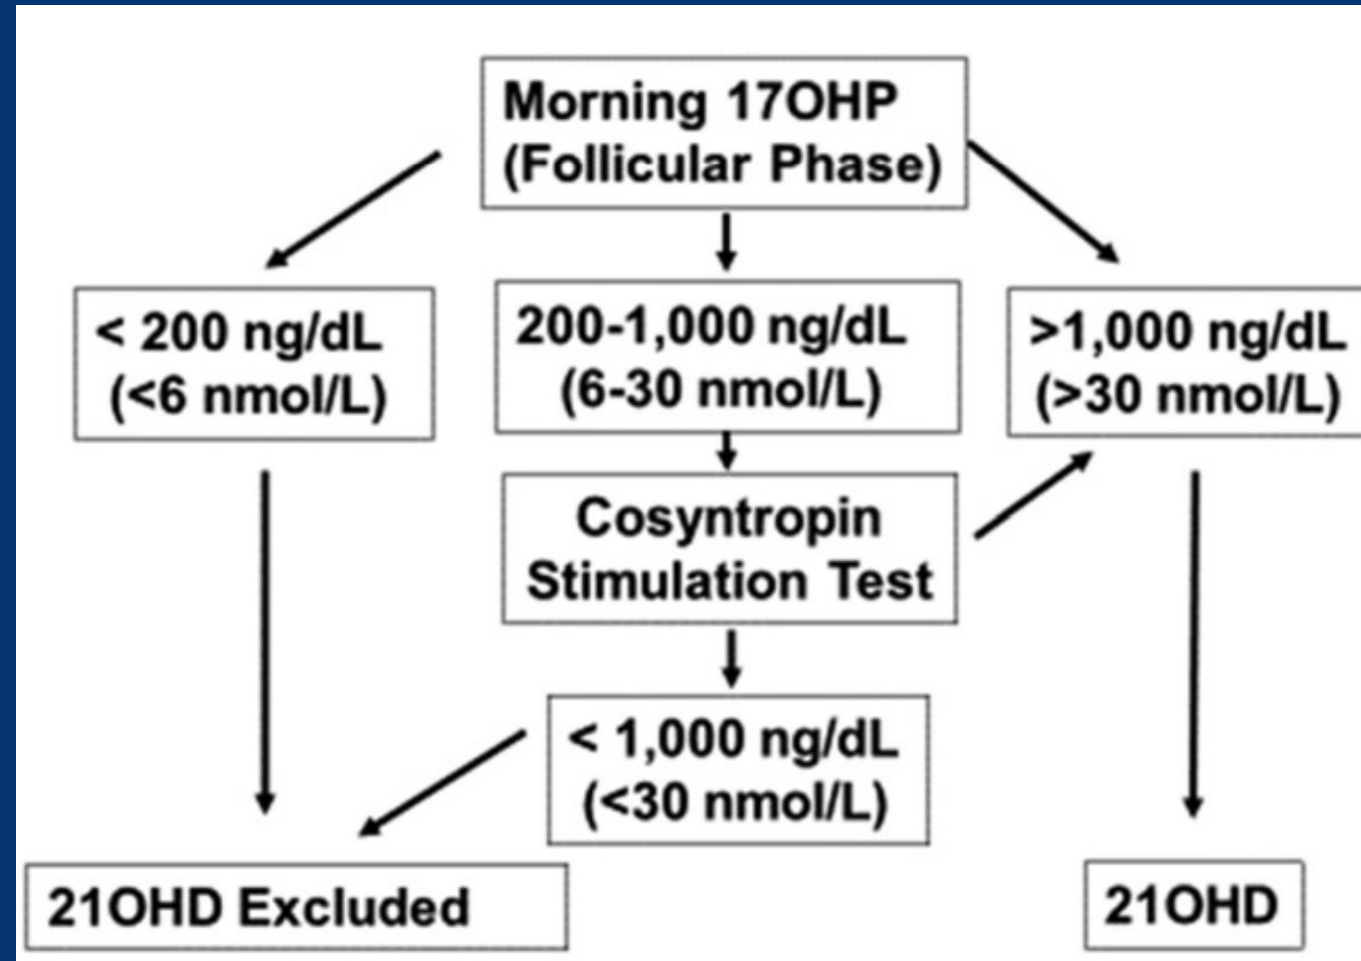 Morning 17OHP
(Follicular Phase)
< 200 ng/dL
(<6 nmol/L)
200-1,000 ng/dL
(6-30 nmol/L)
>1,000 ng/dL
(>30 nmol/L)
Cosyntropin
Stimulation Test
< 1,000 ng/dL
(<30 nmol/L)
21OHD Excluded
21OHD